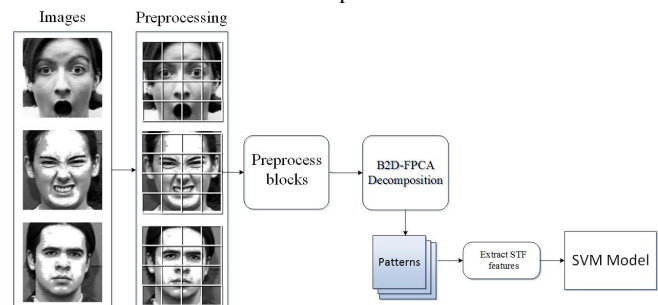 Images
Preprocessing
Preprocess
blocks
B2D-FPCA
Decomposition
Patterns
Extract STF
features
SVM Model